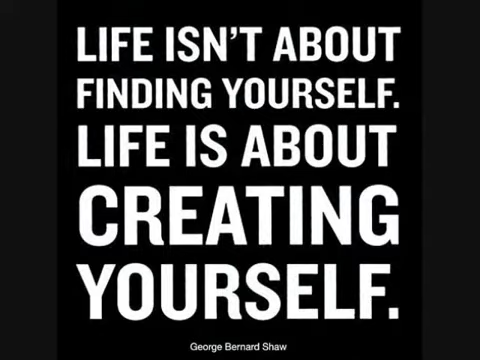 LIFE ISN'T ABOUT
FINDING YOURSELF.
LIFE IS ABOUT
CREATING
YOURSELF.
George Bernard Shaw